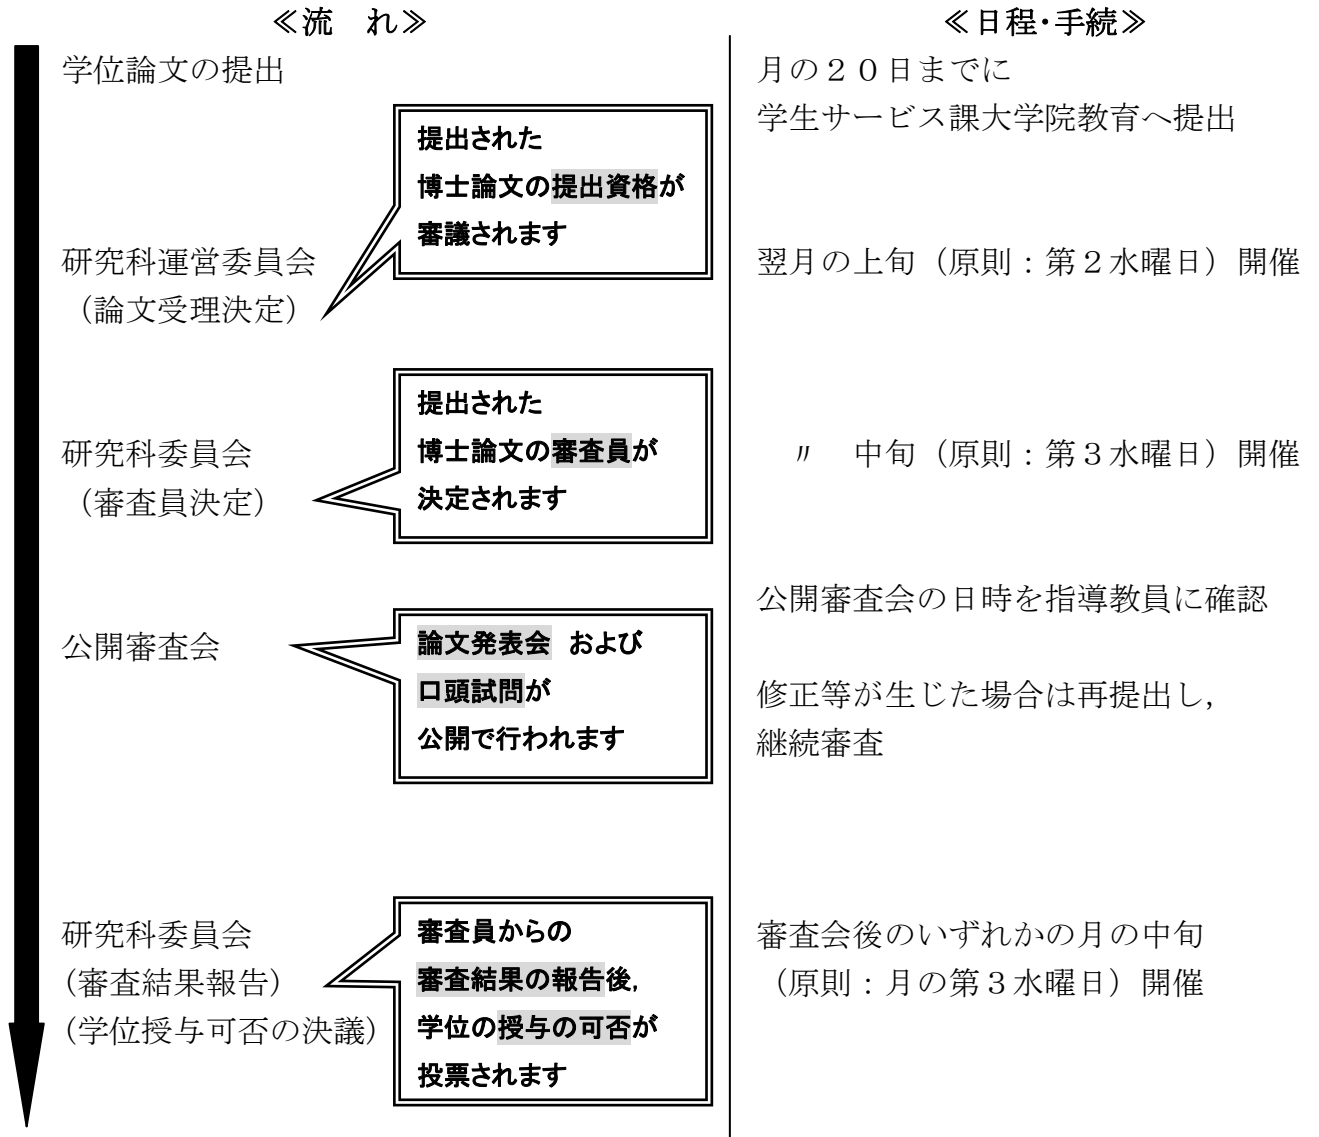 ≪流　れ≫
≪日程・手続≫
学位論文の提出
月の２０日までに
学生サービス課大学院教育へ提出
提出された
博士論文の提出資格が
審議されます
研究科運営委員会
（論文受理決定）
翌月の上旬（原則：第２水曜日）開催
提出された
博士論文の審査員が
決定されます
研究科委員会
（審査員決定）
〃　中旬（原則：第３水曜日）開催
公開審査会の日時を指導教員に確認
公開審査会
論文発表会 および
口頭試問が
公開で行われます
修正等が生じた場合は再提出し，
継続審査
研究科委員会
(審査結果報告）
(学位授与可否の決議）
審査員からの
審査結果の報告後，
学位の授与の可否が
投票されます
審査会後のいずれかの月の中旬
（原則：月の第３水曜日）開催